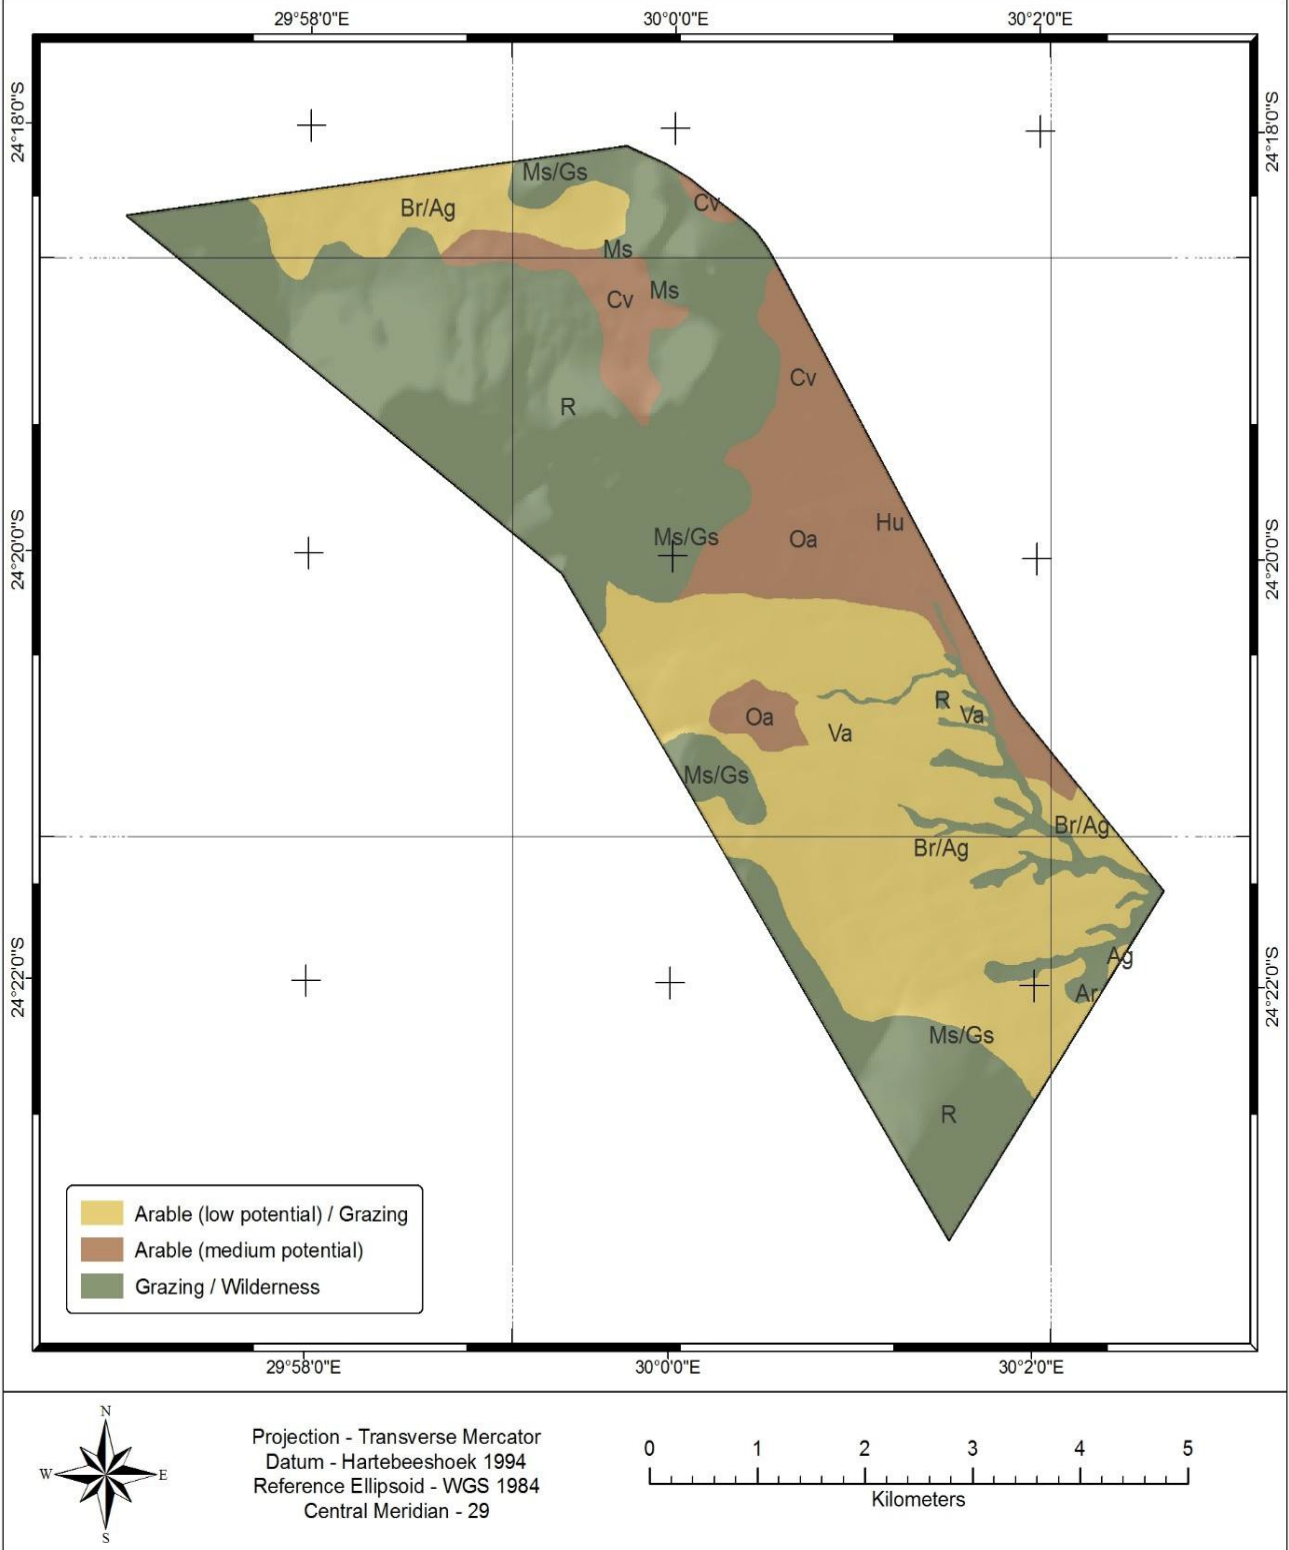 29°58'0"E 30°0'0"E 30°2'0"E
24°18'0"S 24°18'0"S
Ms/Gs
Cv
Br/Ag
Ms
Ms
Cv
Cv
R
Hu
Ms/Gs Oa
24°20'0"S 24°20'0"S
R
Oa Va
Va
Ms/Gs
Br/Ag
Br/Ag
Ag
24°22'0"S 24°22'0"S
Ar
Ms/Gs
R
Arable (low potential) / Grazing
Arable (medium potential)
Grazing / Wilderness
29°58'0"E 30°0'0"E 30°2'0"E
N
W E
S
Projection - Transverse Mercator
Datum - Hartebeeshoek 1994
Reference Ellipsoid - WGS 1984
Central Meridian - 29
0 1 2 3 4 5
Kilometers